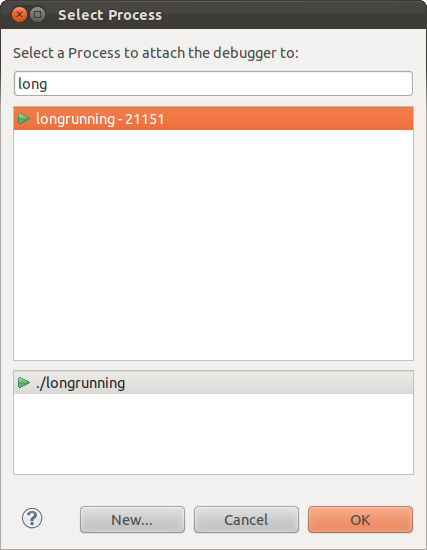 Select Process
Select a Process to attach the debugger to:
long
longrunning - 21151
./longrunning
?
New...
Cancel
OK